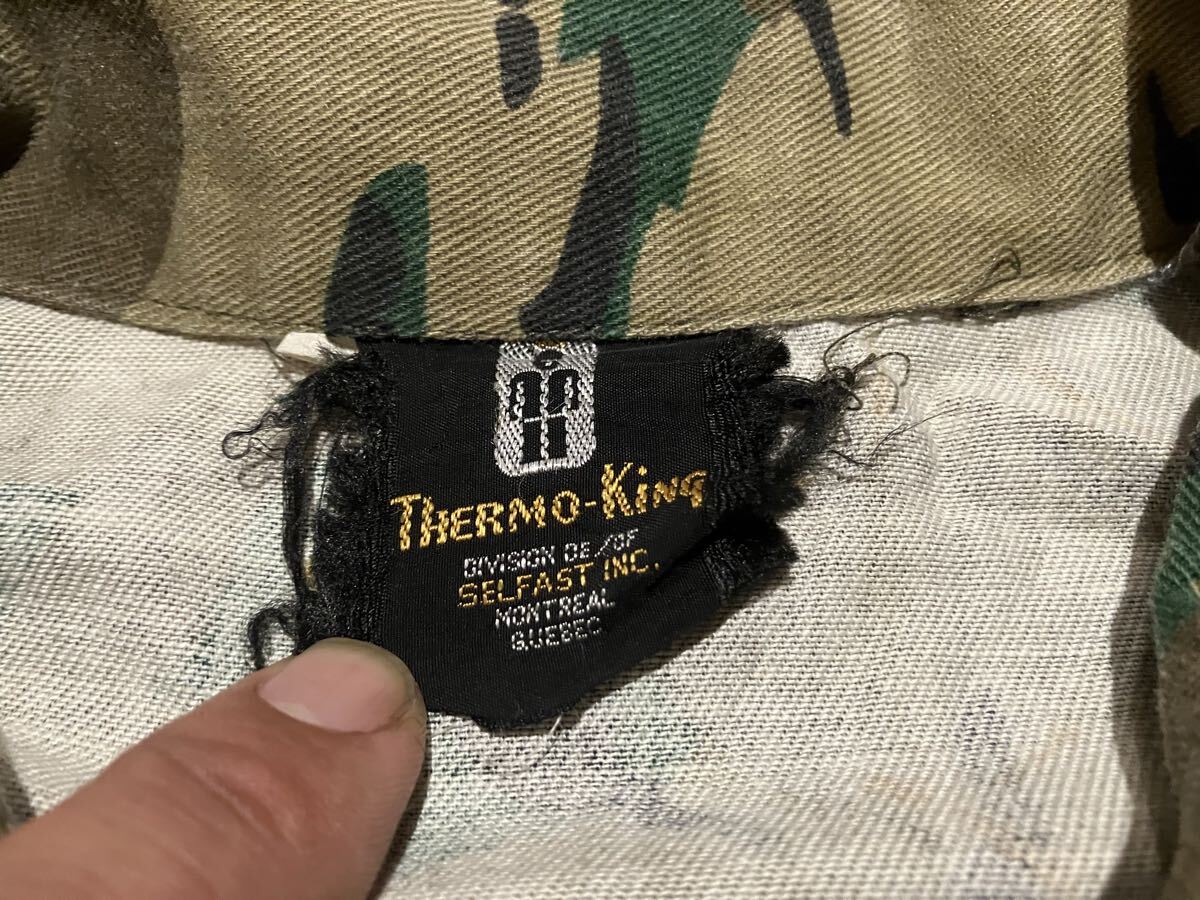 THERMO-KING
DIVISION DE/OF
SELFAST INC.
MONTREAL
QUEBEC